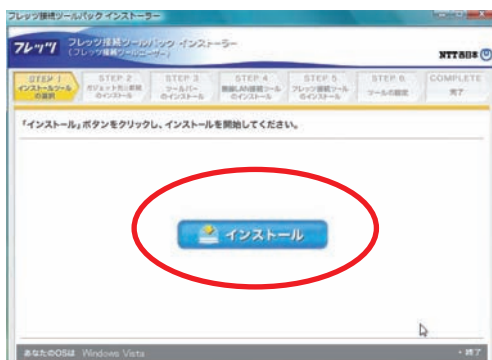 フレッツ接続ツールパック インストーラー
フレッツ フレッツ接続ツールパック インストーラー
(フレッツ接続ツールユーザー)
NTT西日本
STEP 1
インストールツール
の選択
STEP 2
のインストール
STEP 3
ツールバー
のインストール
STEP 4
無線LAN接続ツール
のインストール
STEP 5
フレッツ接続ツール
のインストール
STEP 6
ツールの設定
COMPLETE
完了
「インストール」ボタンをクリックし、インストールを開始してください。
インストール
あなたのOSは Windows Vista
・終了